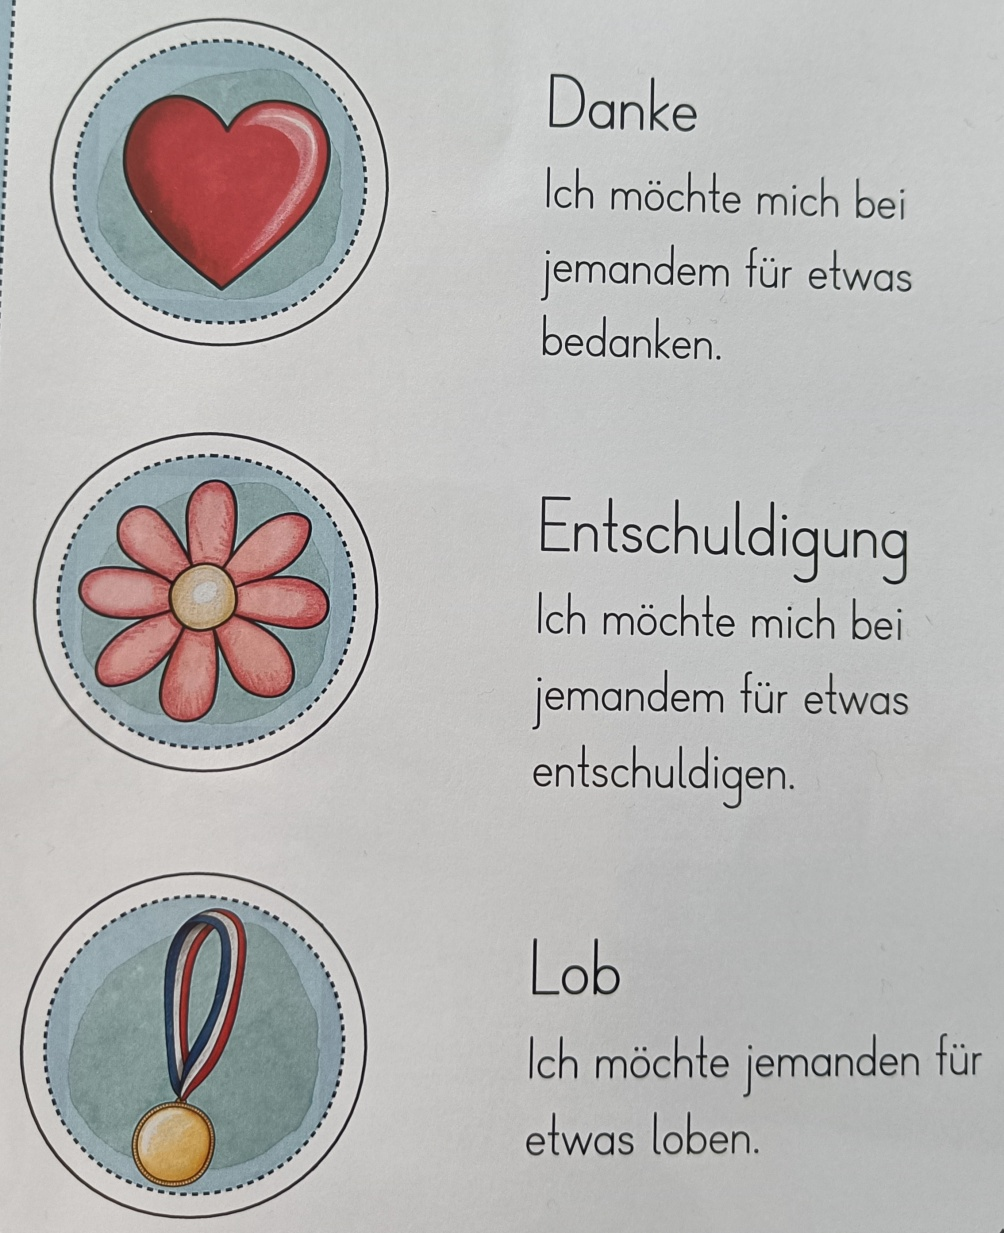 Danke
Ich möchte mich bei
jemandem für etwas
bedanken.
Entschuldigung
Ich möchte mich bei
jemandem für etwas
entschuldigen.
Lob
Ich möchte jemanden für
etwas loben.